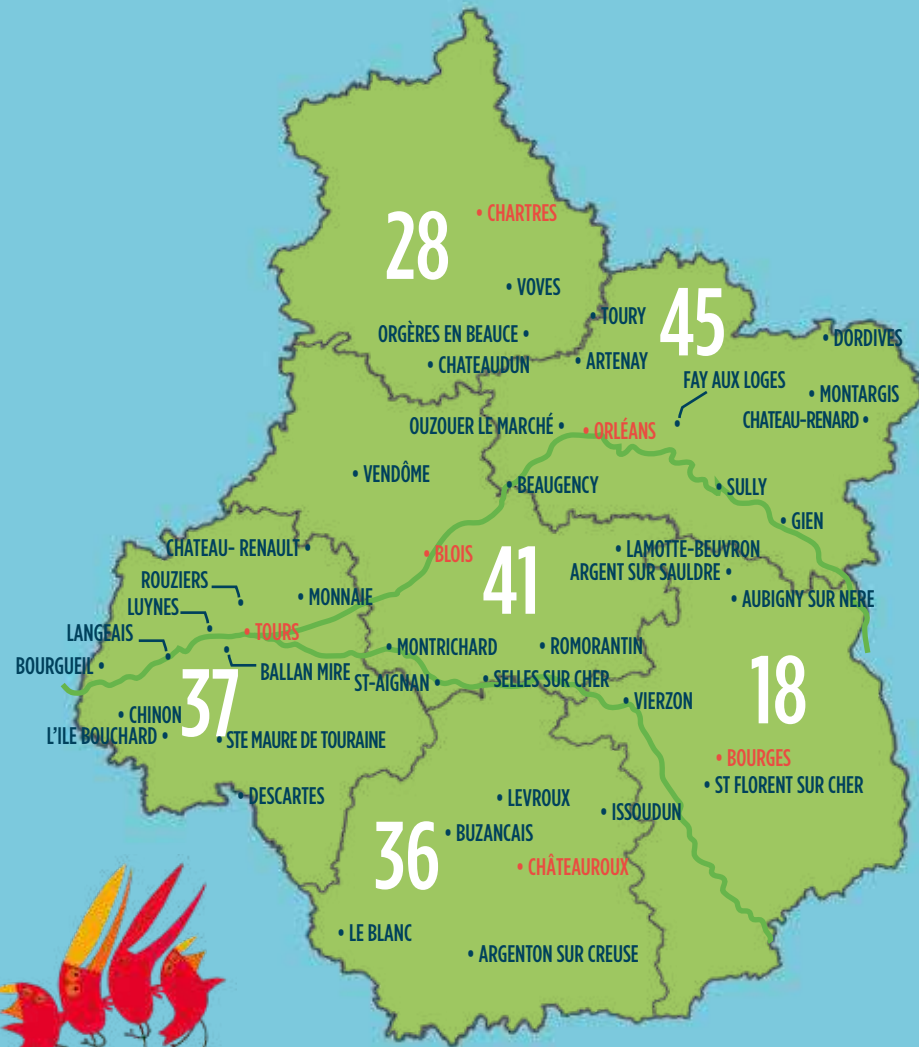 • CHARTRES
28
• VOVES
• TOURY
45
ORGÈRES EN BEAUCE •
• DORDIVES
• CHATEAUDUN
• ARTENAY
FAY AUX LOGES
• MONTARGIS
CHATEAU-RENARD •
OUZOUER LE MARCHÉ •
• ORLÉANS
• VENDÔME
• BEAUGENCY
• SULLY
• GIEN
CHATEAU- RENAULT •
• BLOIS
41
• LAMOTTE-BEUVRON
ARGENT SUR SAULDRE •
ROUZIERS
• MONNAIE
• AUBIGNY SUR NERE
LUYNES
LANGEAIS
• TOURS
• MONTRICHARD
• ROMORANTIN
BOURGUEIL •
BALLAN MIRE
ST-AIGNAN •
• SELLES SUR CHER
18
37
• VIERZON
• CHINON
L'ILE BOUCHARD •
• STE MAURE DE TOURAINE
• BOURGES
• ST FLORENT SUR CHER
• DESCARTES
• LEVROUX
• ISSOUDUN
36
• BUZANCAIS
• CHÂTEAUROUX
• LE BLANC
• ARGENTON SUR CREUSE